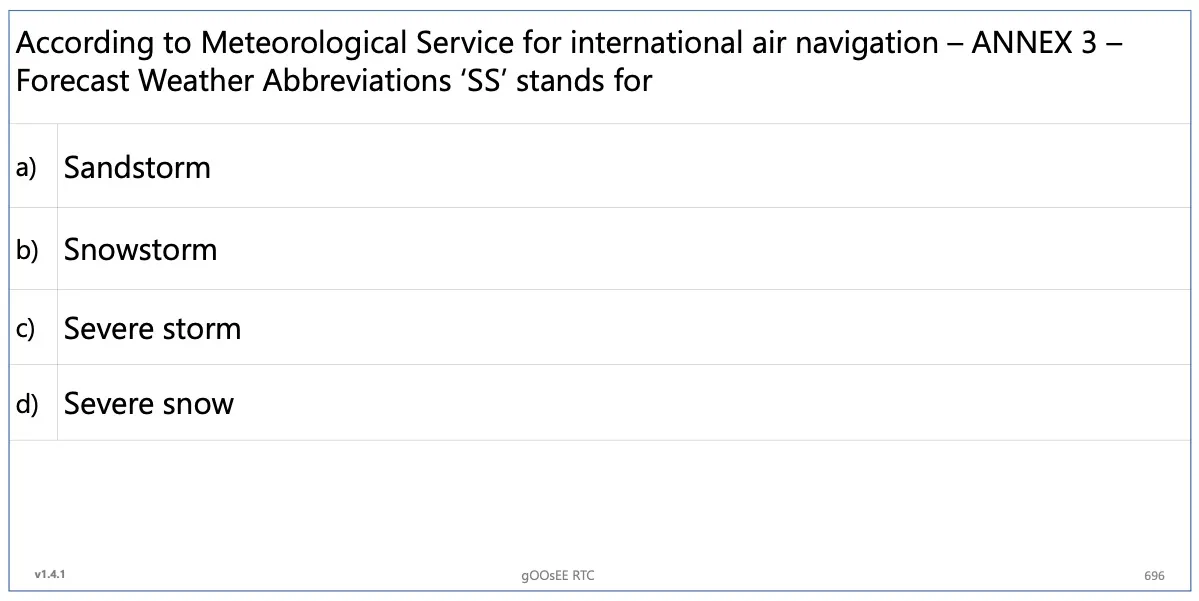 According to Meteorological Service for international air navigation – ANNEX 3 –
Forecast Weather Abbreviations ‘SS’ stands for
a) Sandstorm
b) Snowstorm
c) Severe storm
d) Severe snow
v1.4.1 gOOsEE RTC 696